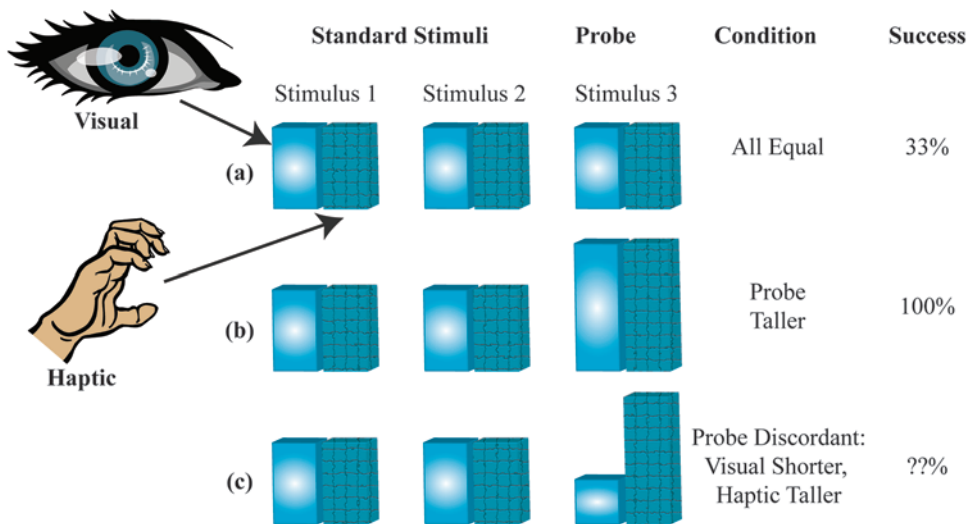 Standard Stimuli Probe Condition Success
Stimulus 1 Stimulus 2 Stimulus 3
Visual
(a) All Equal 33%
(b) Probe
Taller 100%
Haptic
(c) Probe Discordant:
Visual Shorter, ??%
Haptic Taller